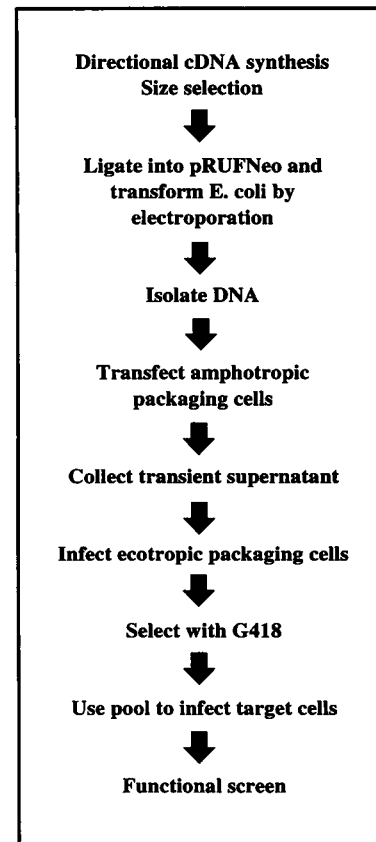 Directional cDNA synthesis
Size selection
Ligate into pRUFNeo and
transform E. coli by
electroporation
Isolate DNA
Transfect amphotropic
packaging cells
Collect transient supernatant
Infect ecotropic packaging cells
Select with G418
Use pool to infect target cells
Functional screen